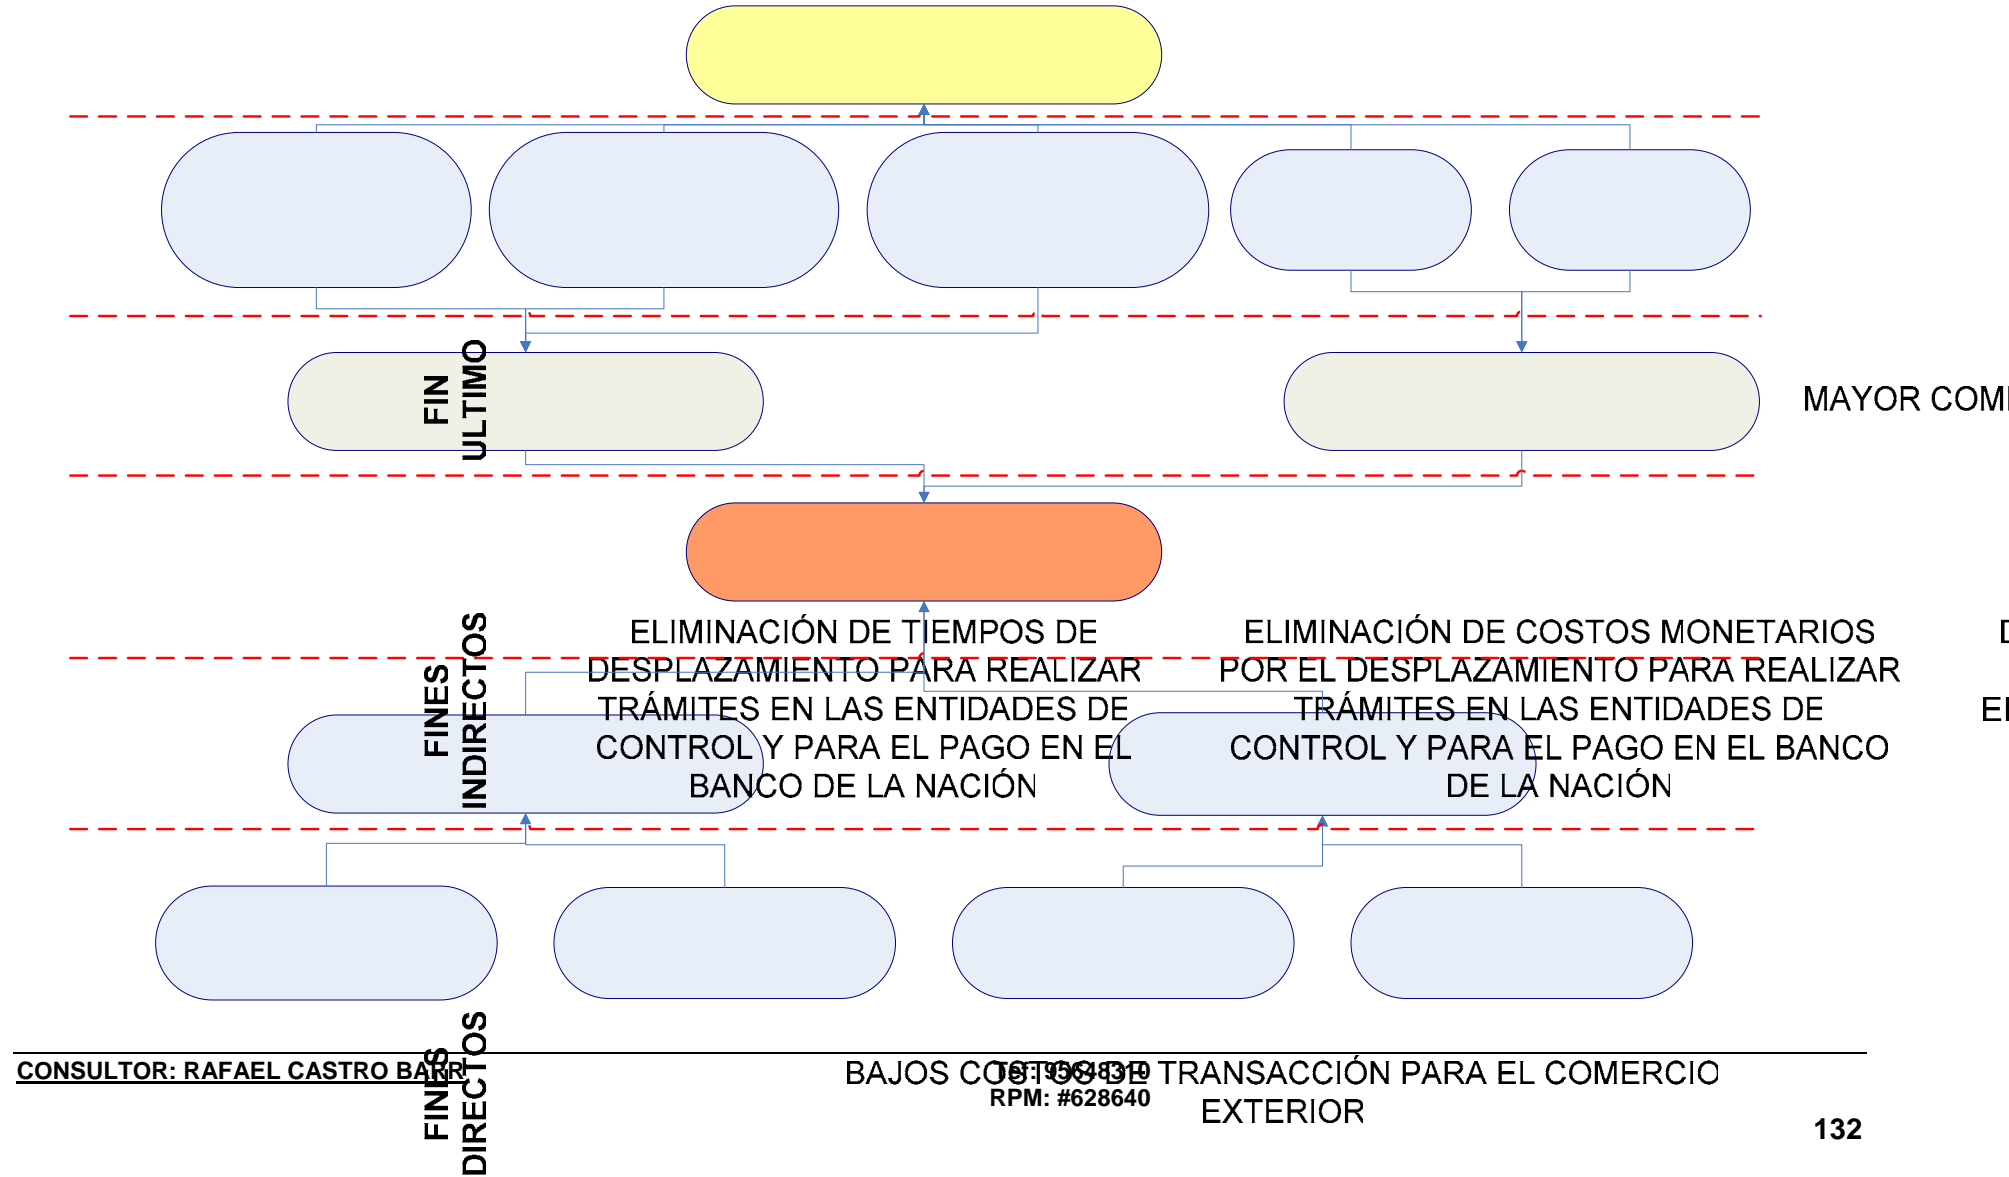 FIN
ULTIMO
MAYOR
FINES
INDIRECTOS
ELIMINACIÓN DE TIEMPOS DE
DESPLAZAMIENTO PARA REALIZAR
TRÁMITES EN LAS ENTIDADES DE
CONTROL Y PARA EL PAGO EN EL
BANCO DE LA NACIÓN
ELIMINACIÓN DE COSTOS MONETARIOS
POR EL DESPLAZAMIENTO PARA REALIZAR
TRÁMITES EN LAS ENTIDADES DE
CONTROL Y PARA EL PAGO EN EL BANCO
DE LA NACIÓN
FINES
DIRECTOS
BAJOS COSTOS DE TRANSACCIÓN PARA EL COMERCIO
EXTERIOR
CONSULTOR: RAFAEL CASTRO
RPM: #628640
132